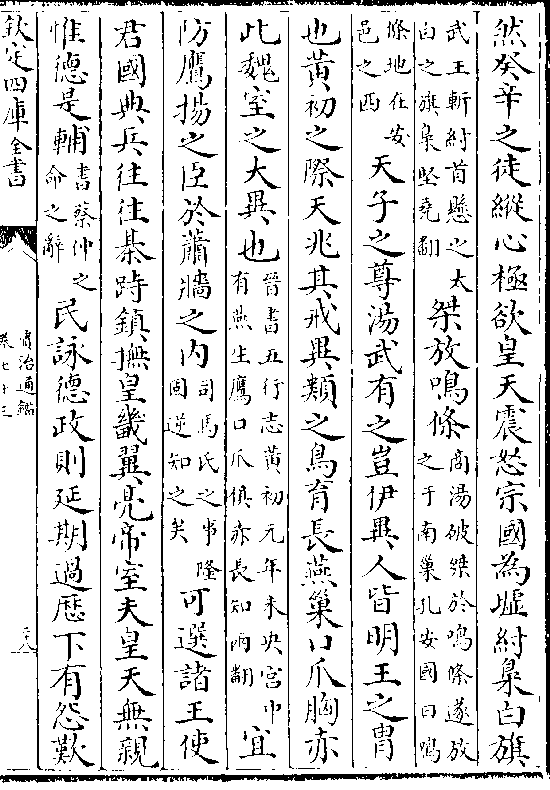 然癸辛之徒縱心極欲皇天震怒宗國為墟紂梟白旗
武王斬紂首懸之太
白之旗梟堅堯翻
桀放鳴條
商湯破桀於鳴條遂放
之于南巢孔安國曰鳴
條地在安
邑之西
天子之尊湯武有之豈伊異人皆明王之胄
也黄初之際天兆其戒異類之鳥育長燕巢口爪胸赤
此魏室之大異也
晉書五行志黄初元年未央宫中
有燕生鷹口爪俱赤長知兩翻
宜
防鷹揚之臣於蕭牆之内
司馬氏之事隆
固逆知之矣
可選諸王使
君國典兵往往棊跱鎮撫皇畿翼亮帝室夫皇天無親
惟德是輔
書蔡仲之
命之辭
民詠德政則延期過歷下有怨歎
欽定四庫全書
資治通鑑
卷七十三